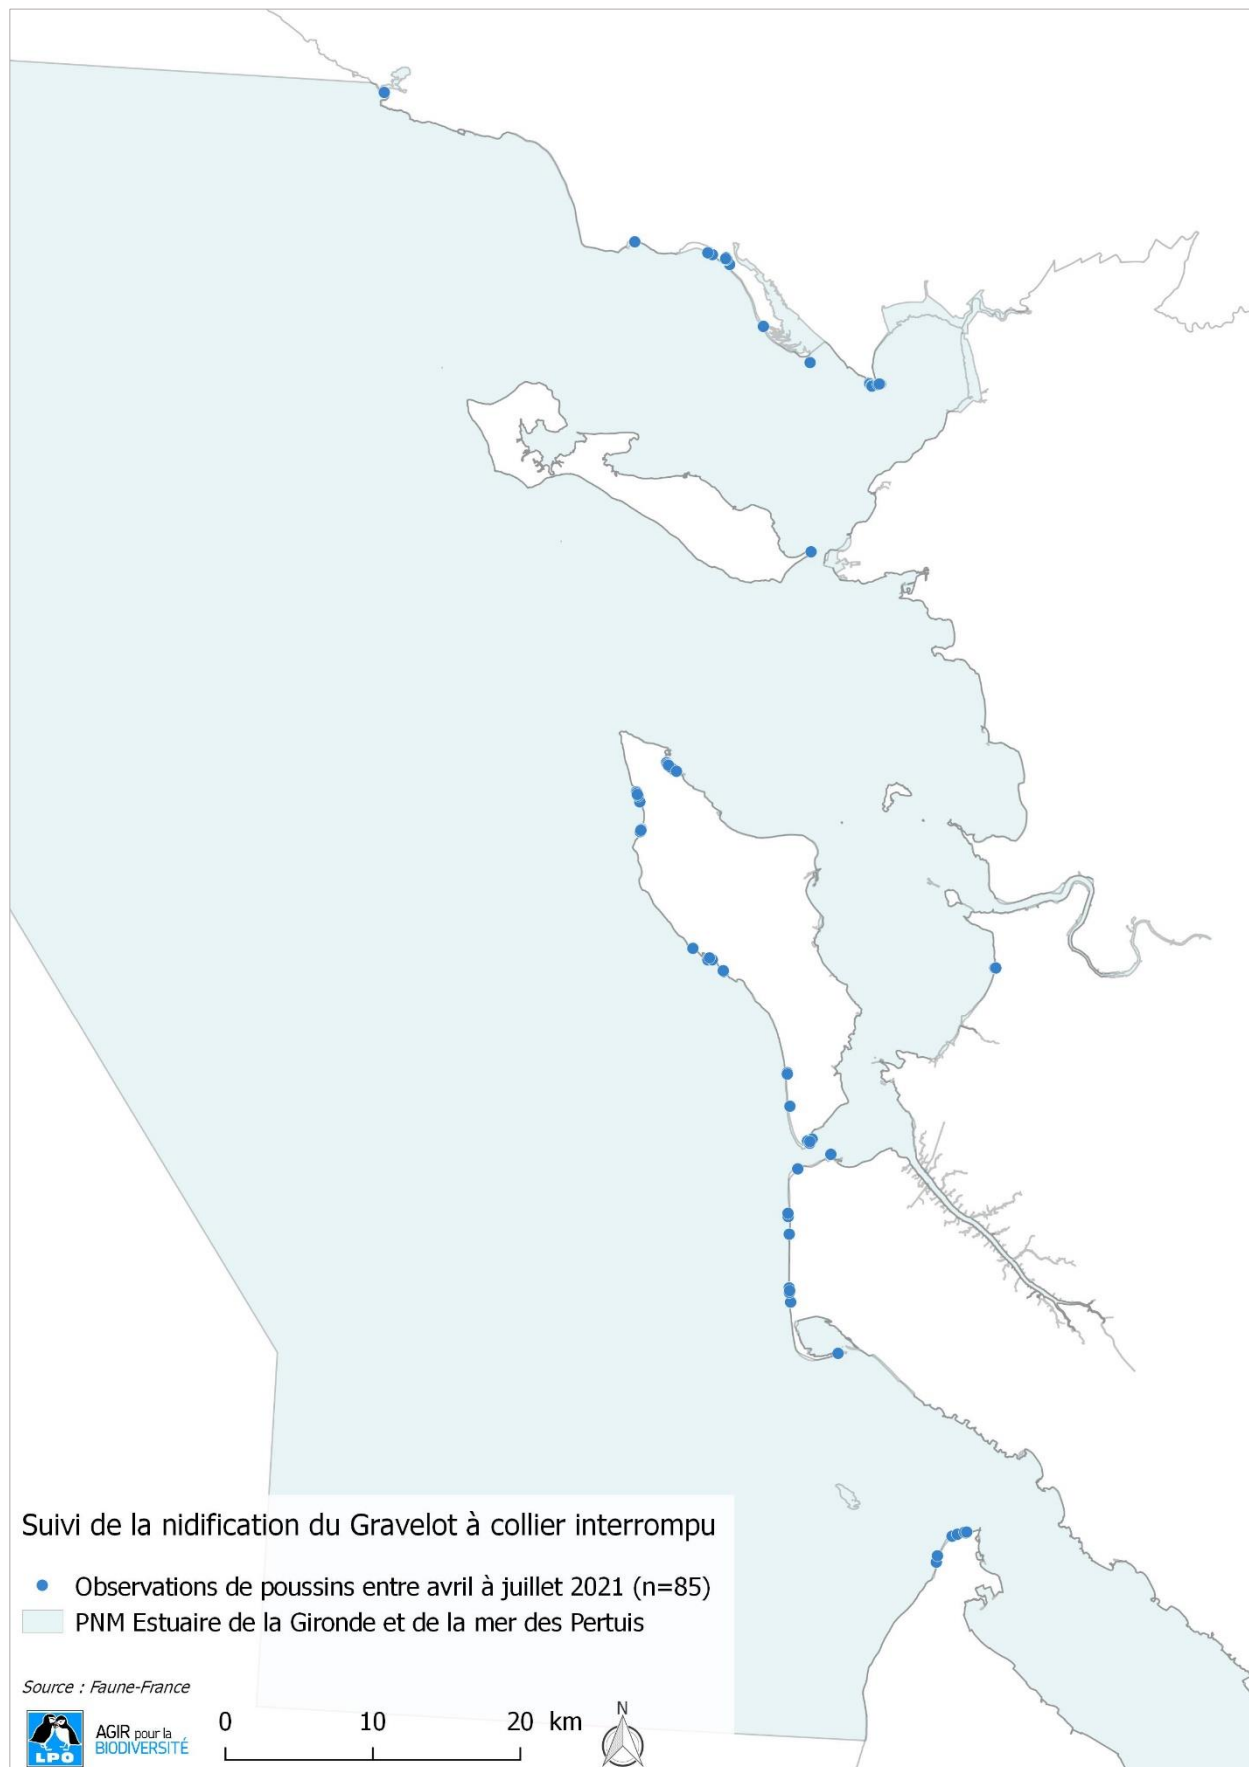 Suivi de la nidification du Gravelot à collier interrompu
Observations de poussins entre avril à juillet 2021 (n=85)
PNM Estuaire de la Gironde et de la mer des Pertuis
Source : Faune-France
LPO
AGIR pour la
BIODIVERSITÉ
0 10 20 km
N